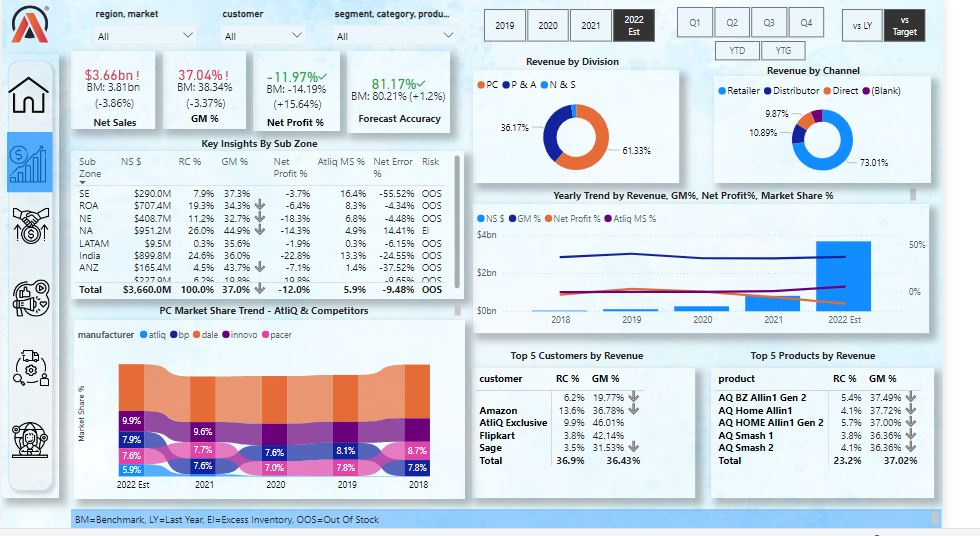 region, market customer segment, category, produ...
All All All
2019 2020 2021 2022 Est
Q1 Q2 Q3 Q4
YTD YTG
vs LY vs Target
$3.66bn !
BM: 3.81bn
(-3.86%)
Net Sales
37.04% !
BM: 38.34%
(-3.37%)
GM %
-11.97%
BM: -14.19%
(+15.64%)
Net Profit %
81.17%
BM: 80.21% (+1.2%)
Forecast Accuracy
Revenue by Division
PC P & A N & S
36.17%
61.33%
Revenue by Channel
Retailer Distributor Direct (Blank)
9.87%
10.89%
73.01%
Key Insights By Sub Zone
Sub Zone NS $ RC % GM % Net Profit % Atliq MS % Net Error % Risk
SE $290.0M 7.9% 37.3% -3.7% 16.4% -55.52% OOS
ROA $707.4M 19.3% 34.3% -6.4% 8.3% -4.34% OOS
NE $408.7M 11.2% 32.7% -18.3% 6.8% -4.48% OOS
NA $951.2M 26.0% 44.9% -14.3% 4.9% 14.41% EI
LATAM $9.5M 0.3% 35.6% -1.9% 0.3% -6.15% OOS
India $899.8M 24.6% 36.0% -22.8% 13.3% -24.55% OOS
ANZ $165.4M 4.5% 43.7% -7.1% 1.4% -37.52% OOS
$227.9M 6.2% 19.8% 19.8% -9.65% OOS
Total $3,660.0M 100.0% 37.0% -12.0% 5.9% -9.48% OOS
Yearly Trend by Revenue, GM%, Net Profit%, Market Share %
NS $ GM % Net Profit % Atliq MS %
$4bn
$2bn
$0bn
50%
0%
2018 2019 2020 2021 2022 Est
PC Market Share Trend - AtliQ & Competitors
manufacturer atliq bp dale innovo pacer
Market Share %
9.9%
7.9%
7.6%
5.9%
9.6%
7.7%
7.6%
7.6%
7.0%
8.1%
7.8%
8.7%
7.8%
2022 Est 2021 2020 2019 2018
Top 5 Customers by Revenue
customer RC % GM %
6.2% 19.77%
Amazon 13.6% 36.78%
AtliQ Exclusive 9.9% 46.01%
Flipkart 3.8% 42.14%
Sage 3.5% 31.53%
Total 36.9% 36.43%
Top 5 Products by Revenue
product RC % GM %
AQ BZ Allin1 Gen 2 5.4% 37.49%
AQ Home Allin1 4.1% 37.72%
AQ HOME Allin1 Gen 2 5.7% 37.00%
AQ Smash 1 3.8% 36.36%
AQ Smash 2 4.1% 36.36%
Total 23.2% 37.02%
BM=Benchmark, LY=Last Year, EI=Excess Inventory, OOS=Out Of Stock